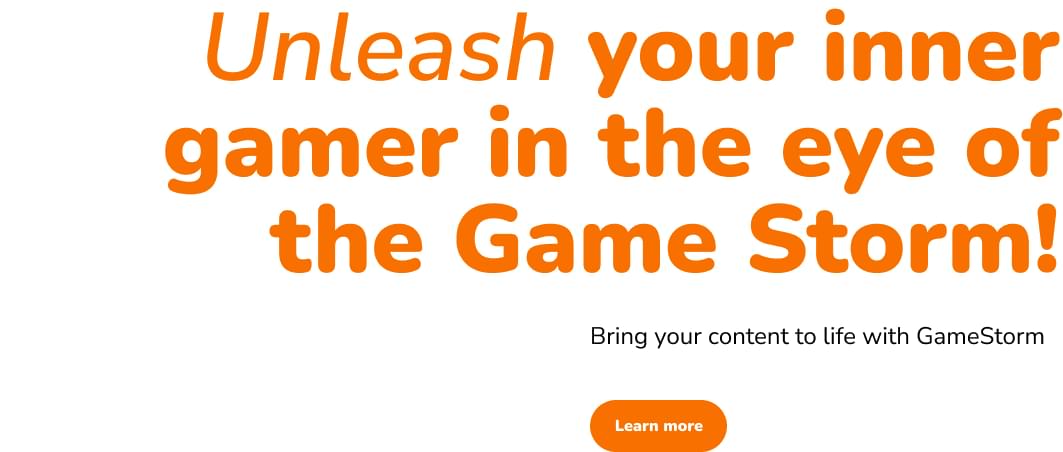 Unleash your inner
gamer in the eye of
the Game Storm!
Bring your content to life with GameStorm
Learn more